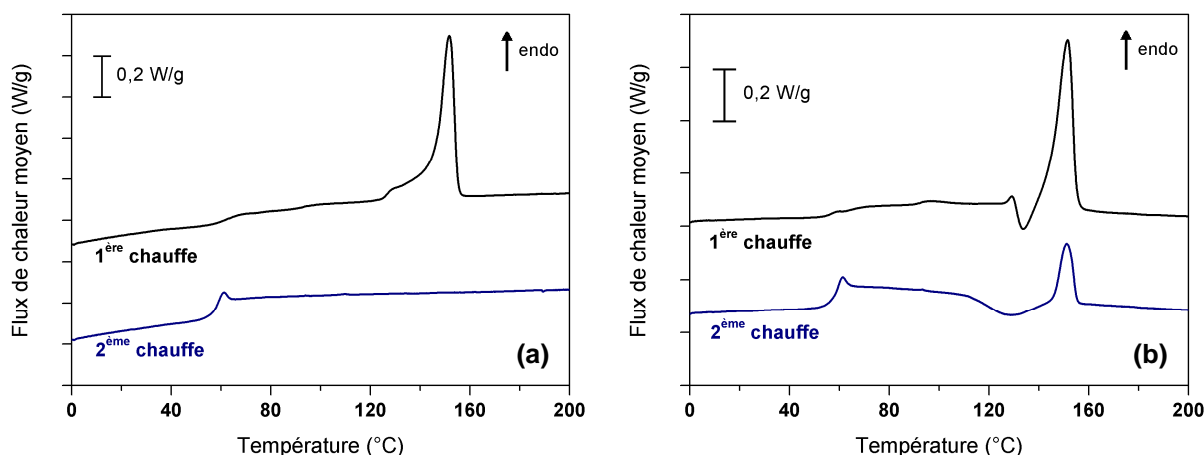 Flux de chaleur moyen (W/g)
0,2 W/g
endo
1ère chauffe
2ème chauffe
(a)
0 40 80 120 160 200
Température (°C)
Flux de chaleur moyen (W/g)
0,2 W/g
endo
1ère chauffe
2ème chauffe
(b)
0 40 80 120 160 200
Température (°C)